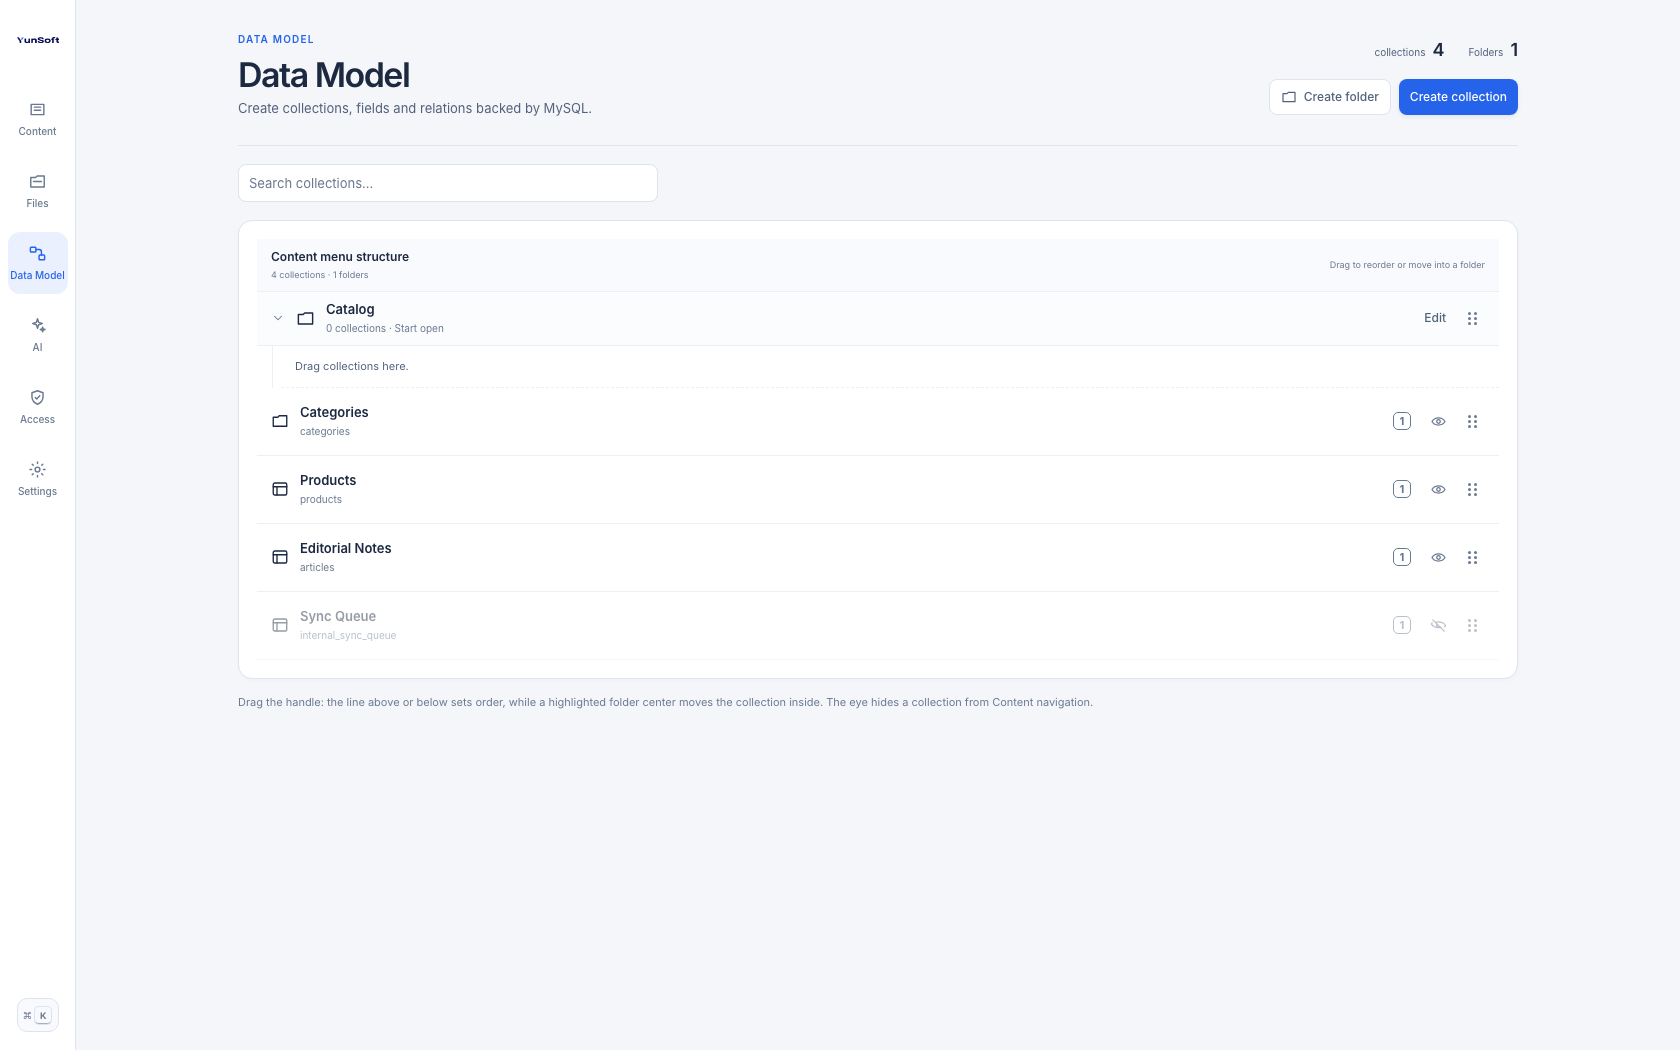 YunSoft
Content
Files
Data Model
AI
Access
Settings
⌘ K
DATA MODEL
Data Model
Create collections, fields and relations backed by MySQL.
collections 4 Folders 1
Create folder
Create collection
Search collections...
Content menu structure
4 collections · 1 folders
Drag to reorder or move into a folder
Catalog
0 collections · Start open
Edit
Drag collections here.
Categories
categories
1
Products
products
1
Editorial Notes
articles
1
Sync Queue
internal_sync_queue
1
Drag the handle: the line above or below sets order, while a highlighted folder center moves the collection inside. The eye hides a collection from Content navigation.